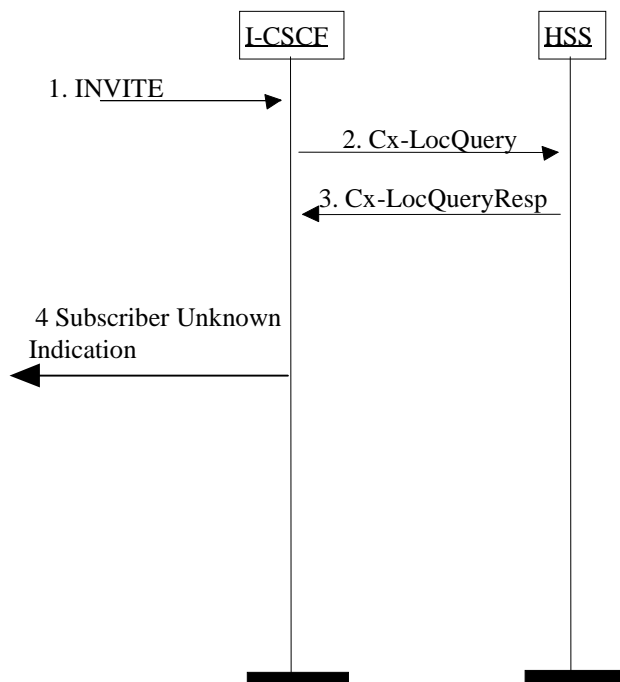 I-CSCF
HSS
1. INVITE
2. Cx-LocQuery
3. Cx-LocQueryResp
4 Subscriber Unknown
Indication